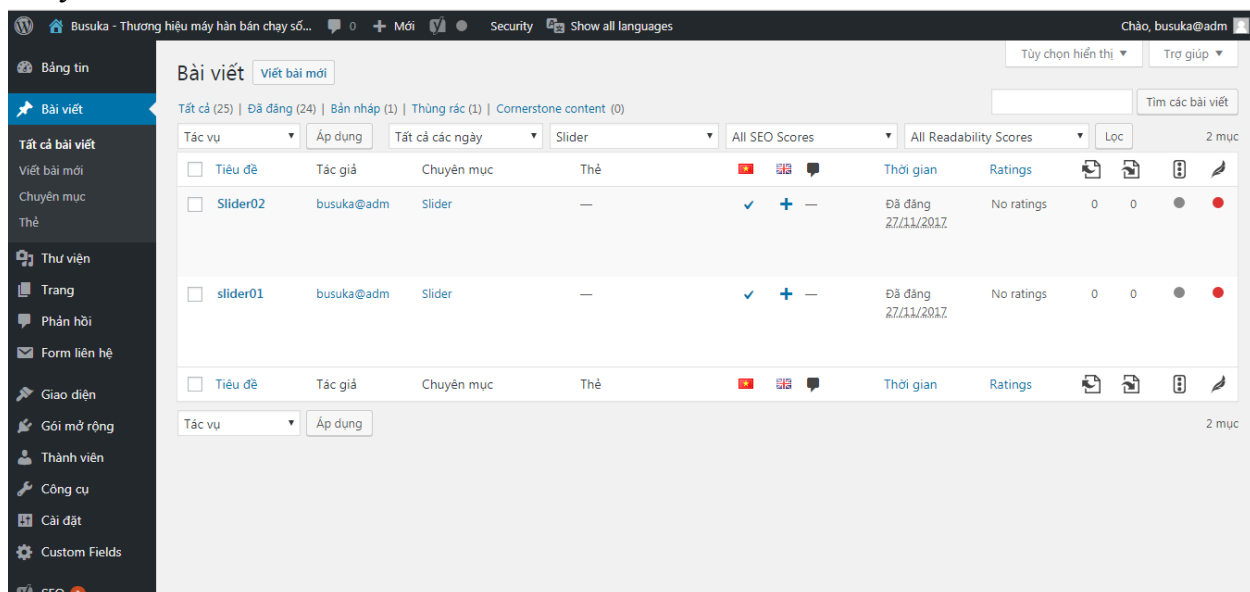 Busuka - Thương hiệu máy hàn bán chạy số... 0 + Mới Security Show all languages Chào, busuka@adm
Tùy chọn hiển thị ▼ Trợ giúp ▼
Bảng tin
Bài viết
Tất cả bài viết
Viết bài mới
Chuyên mục
Thẻ
Thư viện
Trang
Phản hồi
Form liên hệ
Giao diện
Gói mở rộng
Thành viên
Công cụ
Cài đặt
Custom Fields
SEO
Bài viết Viết bài mới
Tất cả (25) | Đã đăng (24) | Bản nháp (1) | Thùng rác (1) | Cornerstone content (0) Tìm các bài viết
Tác vụ Áp dụng Tất cả các ngày Slider All SEO Scores All Readability Scores Lọc 2 mục
Tiêu đề Tác giả Chuyên mục Thẻ Thời gian Ratings
Slider02 busuka@adm Slider — — Đã đăng No ratings 0 0
27/11/2017
slider01 busuka@adm Slider — — Đã đăng No ratings 0 0
27/11/2017
Tiêu đề Tác giả Chuyên mục Thẻ Thời gian Ratings
Tác vụ Áp dụng 2 mục